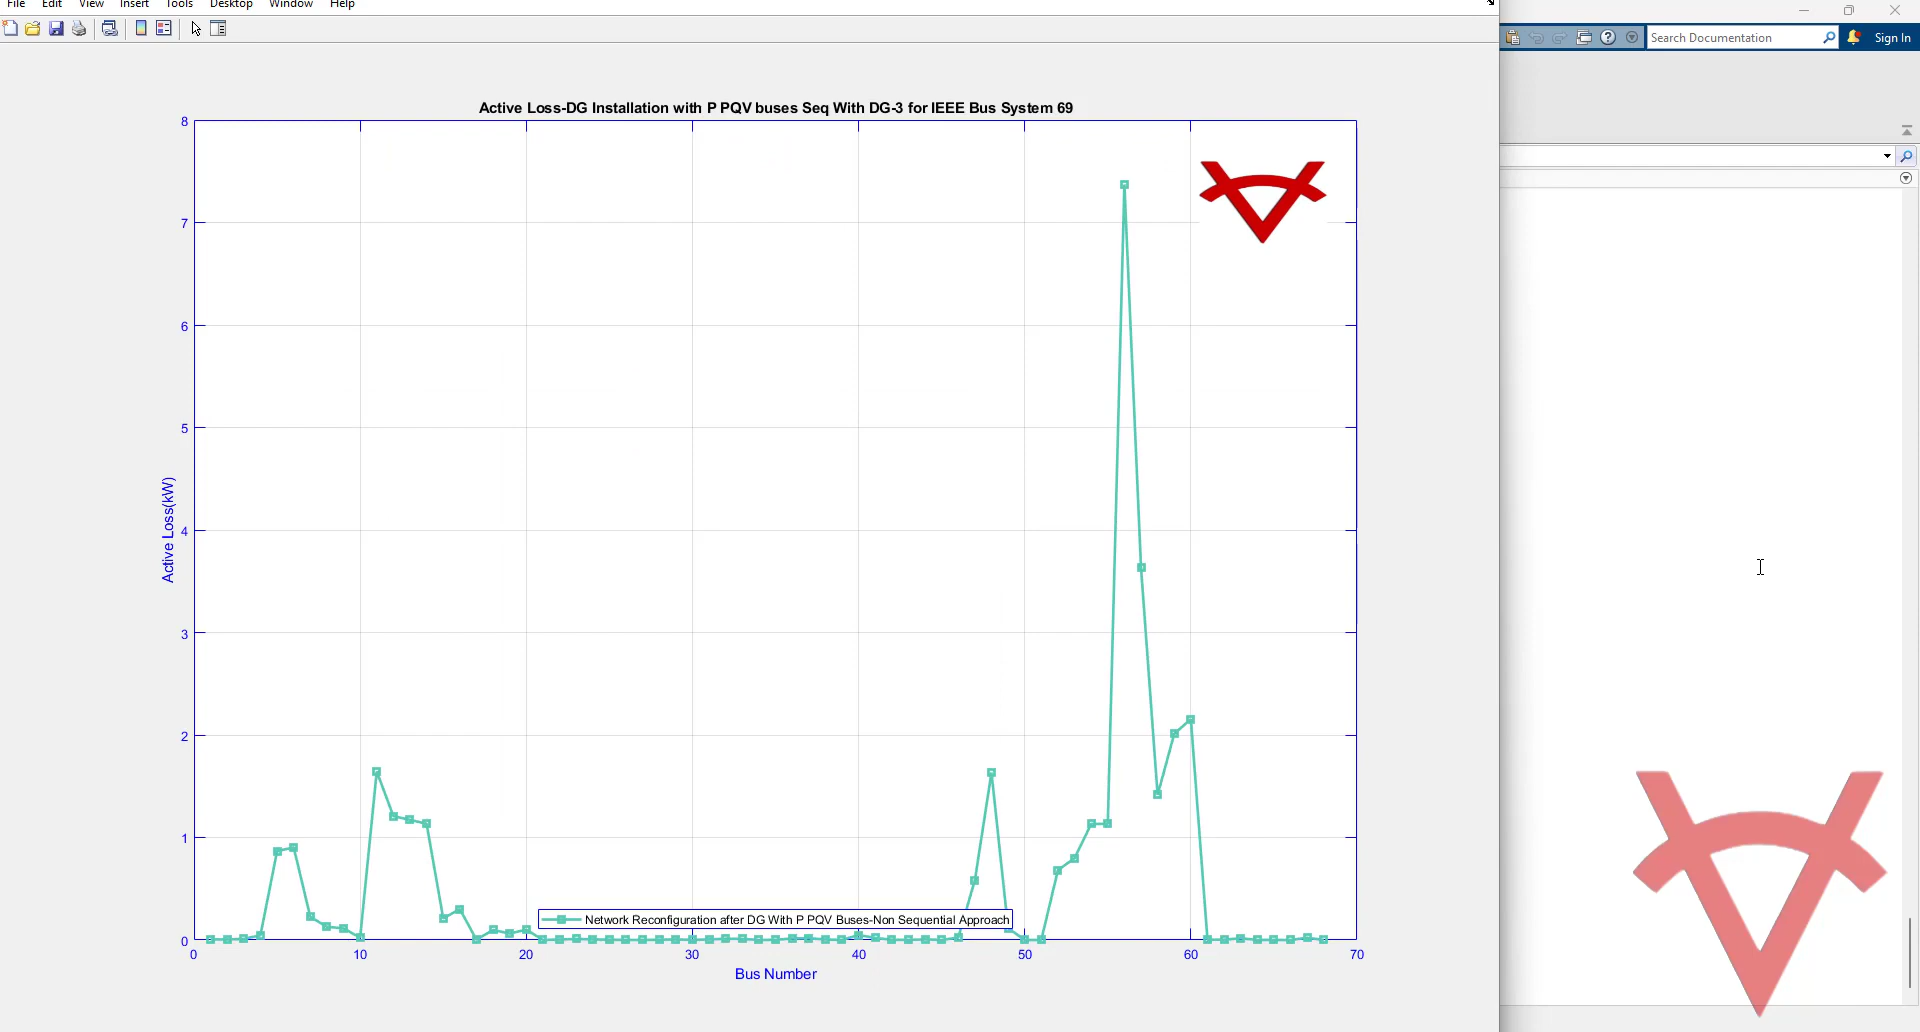 File Edit View Insert Tools Desktop Window Help
Search Documentation
Sign In
Active Loss-DG Installation with P PQV buses Seq With DG-3 for IEEE Bus System 69
8
7
6
5
4
3
2
1
0
Active Loss(kW)
Network Reconfiguration after DG With P PQV Buses-Non Sequential Approach
0 10 20 30 40 50 60 70
Bus Number